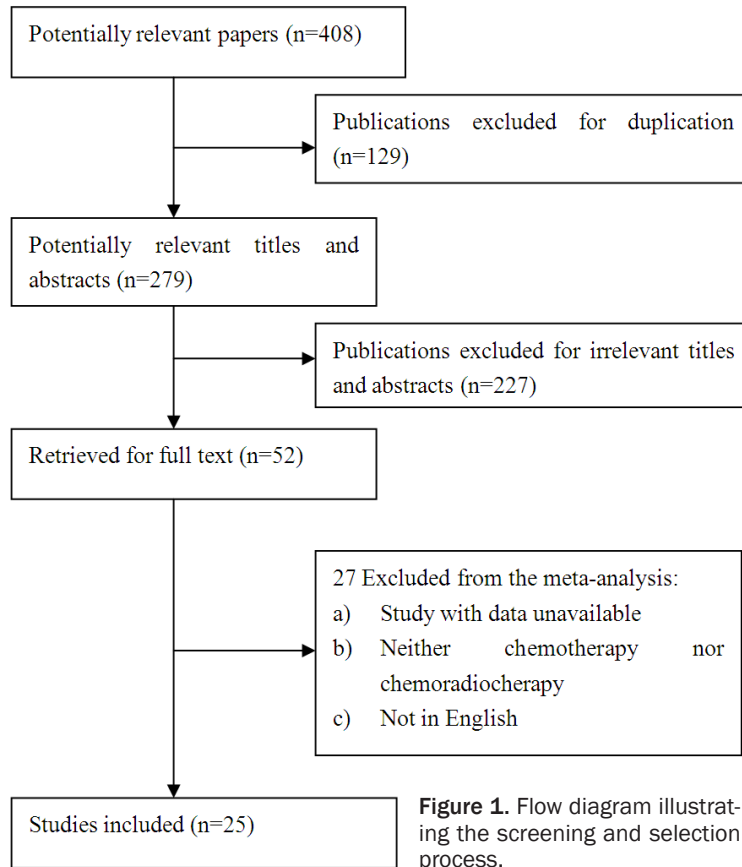 Potentially relevant papers (n=408)
Publications excluded for duplication
(n=129)
Potentially relevant titles and
abstracts (n=279)
Publications excluded for irrelevant titles
and abstracts (n=227)
Retrieved for full text (n=52)
27 Excluded from the meta-analysis:
a) Study with data unavailable
b) Neither chemotherapy nor
chemoradiocherapy
c) Not in English
Studies included (n=25)
Figure 1. Flow diagram illustrat-
ing the screening and selection
process.